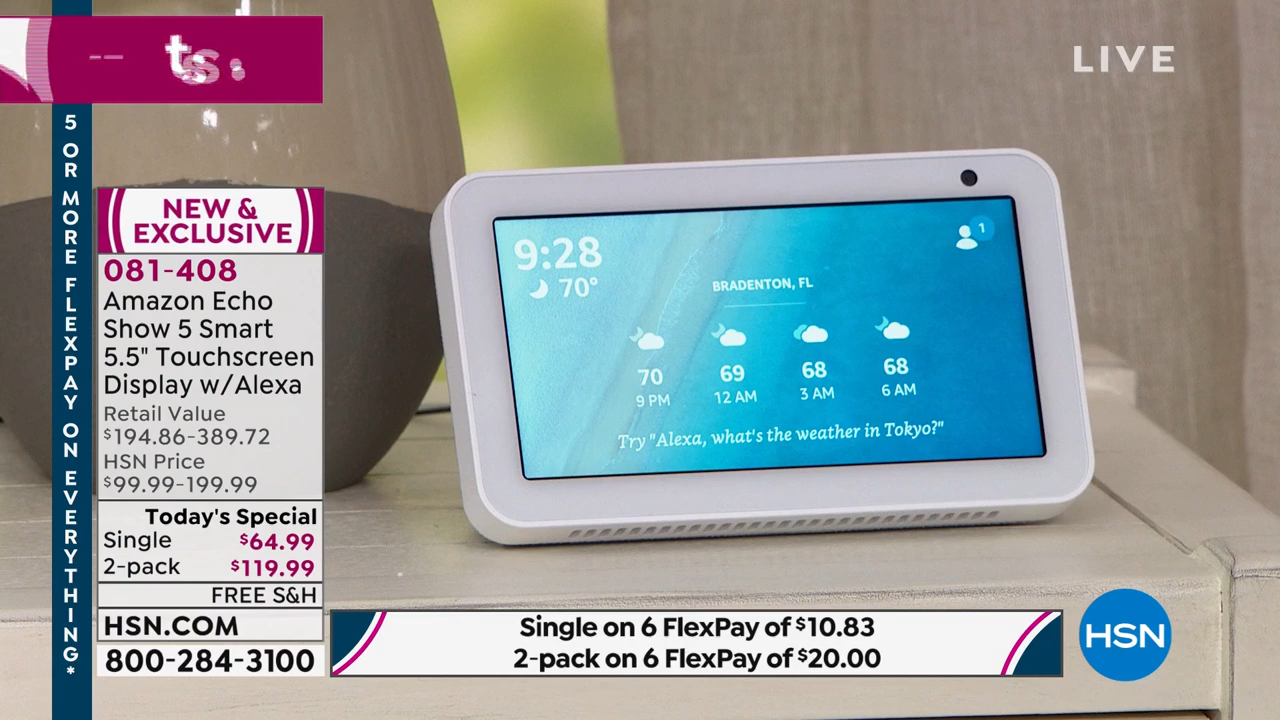 ts.
LIVE
5 OR MORE FLEXPAY ON EVERYTHING*
NEW &
EXCLUSIVE
081-408
Amazon Echo
Show 5 Smart
5.5" Touchscreen
Display w/Alexa
Retail Value
$194.86-389.72
HSN Price
$99.99-199.99
Today's Special
Single $64.99
2-pack $119.99
FREE S&H
HSN.COM
800-284-3100
9:28
70°
1
BRADENTON, FL
70 69 68 68
9 PM 12 AM 3 AM 6 AM
Try "Alexa, what's the weather in Tokyo?"
Single on 6 FlexPay of $10.83
2-pack on 6 FlexPay of $20.00
HSN